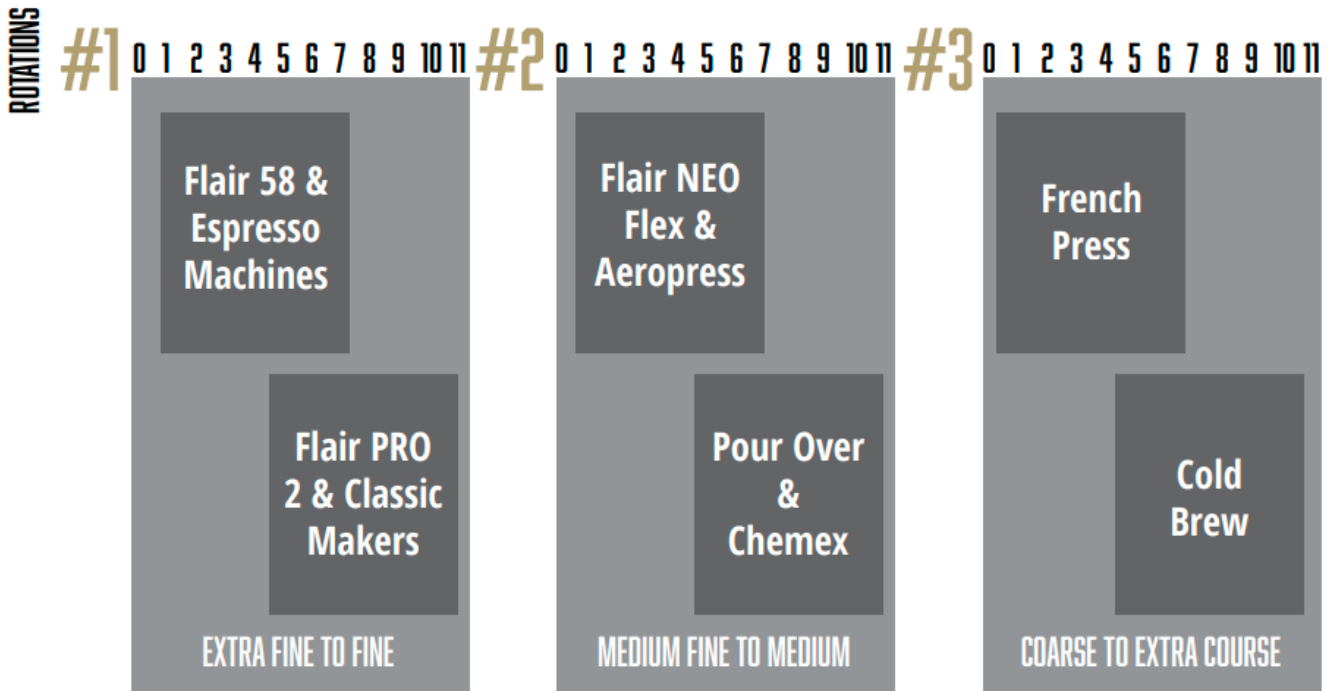 ROTATIONS
#1 0 1 2 3 4 5 6 7 8 9 10 11
#2 0 1 2 3 4 5 6 7 8 9 10 11
#3 0 1 2 3 4 5 6 7 8 9 10 11
Flair 58 &
Espresso
Machines
Flair PRO
2 & Classic
Makers
EXTRA FINE TO FINE
Flair NEO
Flex &
Aeropress
Pour Over
&
Chemex
MEDIUM FINE TO MEDIUM
French
Press
Cold
Brew
COARSE TO EXTRA COURSE